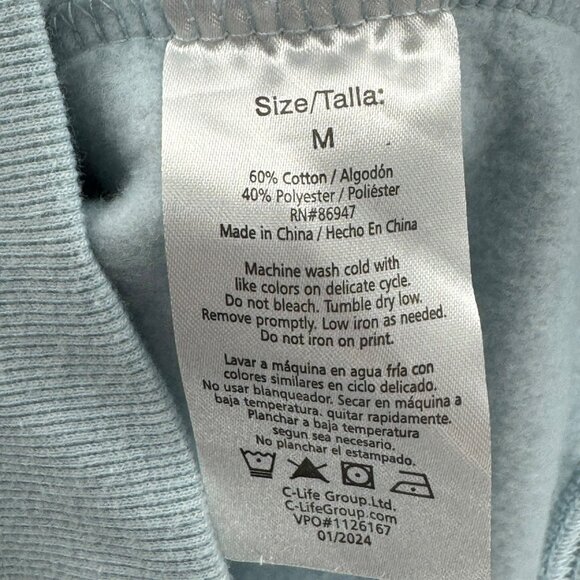 Size/Talla:
M
60% Cotton / Algodón
40% Polyester / Poliéster
RN#86947
Made in China / Hecho En China
Machine wash cold with
like colors on delicate cycle.
Do not bleach. Tumble dry low.
Remove promptly. Low iron as needed.
Do not iron on print.
Lavar a máquina en agua fría con
colores similares en ciclo delicado.
No usar blanqueador. Secar en máquina a
baja temperatura. quitar rapidamente.
Planchar a baja temperatura
segun sea necesario.
No planchar el estampado.
C-Life Group.Ltd.
C-LifeGroup.com
VPO#1126167
01/2024